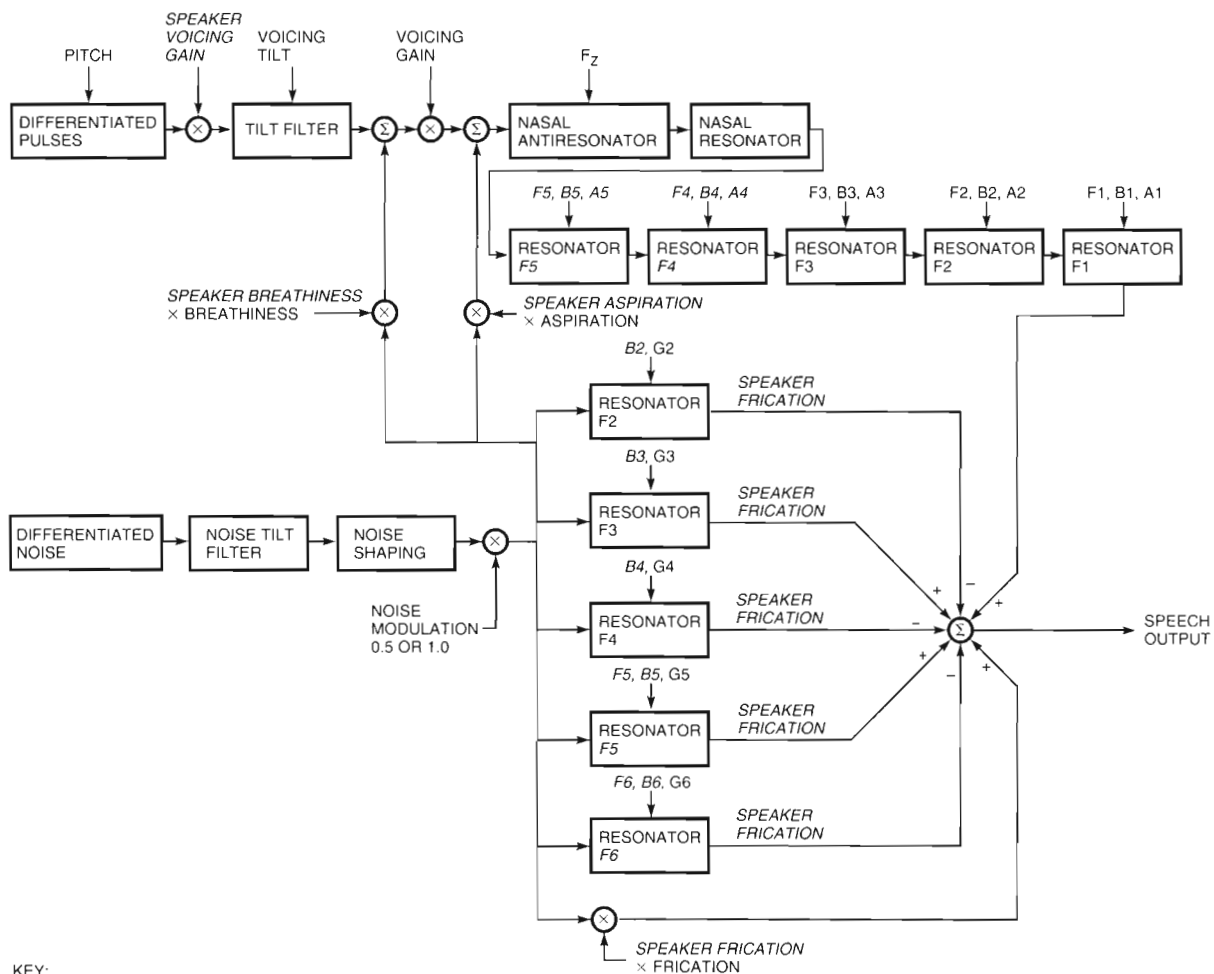 SPEAKER
VOICING
GAIN
PITCH
VOICING
TILT
VOICING
GAIN
FZ
DIFFERENTIATED
PULSES
×
TILT FILTER
Σ
×
Σ
NASAL
ANTIRESONATOR
NASAL
RESONATOR
F5, B5, A5
F4, B4, A4
F3, B3, A3
F2, B2, A2
F1, B1, A1
RESONATOR
F5
RESONATOR
F4
RESONATOR
F3
RESONATOR
F2
RESONATOR
F1
SPEAKER BREATHINESS
× BREATHINESS
×
×
SPEAKER ASPIRATION
× ASPIRATION
B2, G2
RESONATOR
F2
SPEAKER
FRICATION
B3, G3
RESONATOR
F3
SPEAKER
FRICATION
DIFFERENTIATED
NOISE
NOISE TILT
FILTER
NOISE
SHAPING
×
NOISE
MODULATION
0.5 OR 1.0
B4, G4
RESONATOR
F4
SPEAKER
FRICATION
+
−
+
−
Σ
+
−
+
SPEECH
OUTPUT
F5, B5, G5
RESONATOR
F5
SPEAKER
FRICATION
F6, B6, G6
RESONATOR
F6
SPEAKER
FRICATION
×
SPEAKER FRICATION
× FRICATION
KEY: